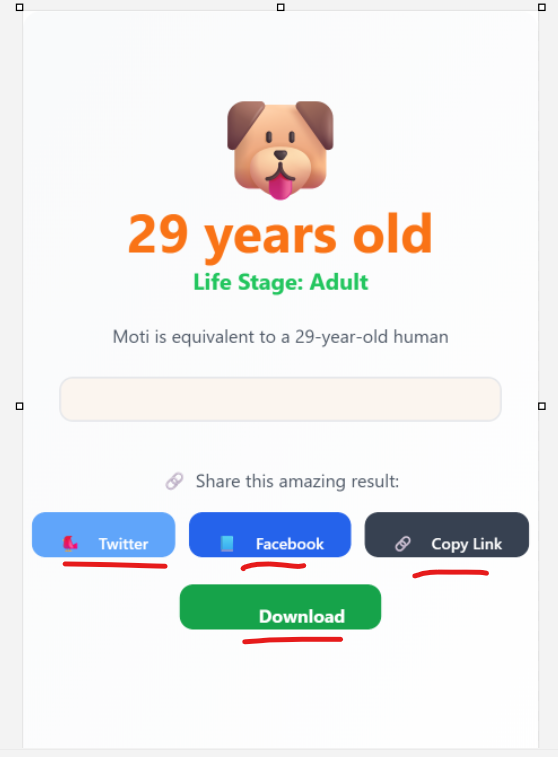 29 years old
Life Stage: Adult
Moti is equivalent to a 29-year-old human
Share this amazing result:
Twitter
Facebook
Copy Link
Download